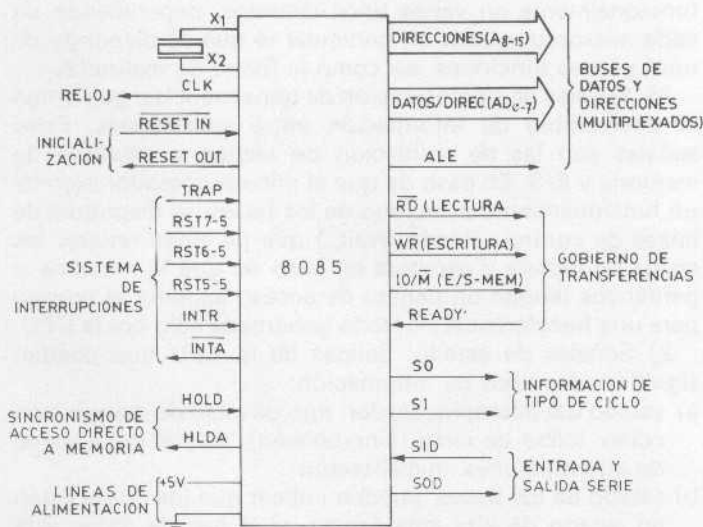 X1
X2
CLK
RELOJ
RESET IN
INICIALIZACIÓN
RESET OUT
TRAP
RST7-5
RST6-5
SISTEMA DE INTERRUPCIONES
RST5-5
INTR
INTA
HOLD
SINCRONISMO DE ACCESO DIRECTO A MEMORIA
HLDA
+5V
LINEAS DE ALIMENTACIÓN
8085
DIRECCIONES(A8-15)
DATOS/DIREC(AD0-7)
BUSES DE DATOS Y DIRECCIONES (MULTIPLEXADOS)
ALE
RD (LECTURA
WR(ESCRITURA)
GOBIERNO DE TRANSFERENCIAS
IO/M (E/S-MEM)
READY
S0
INFORMACION DE TIPO DE CICLO
S1
SID
ENTRADA Y SALIDA SERIE
SOD